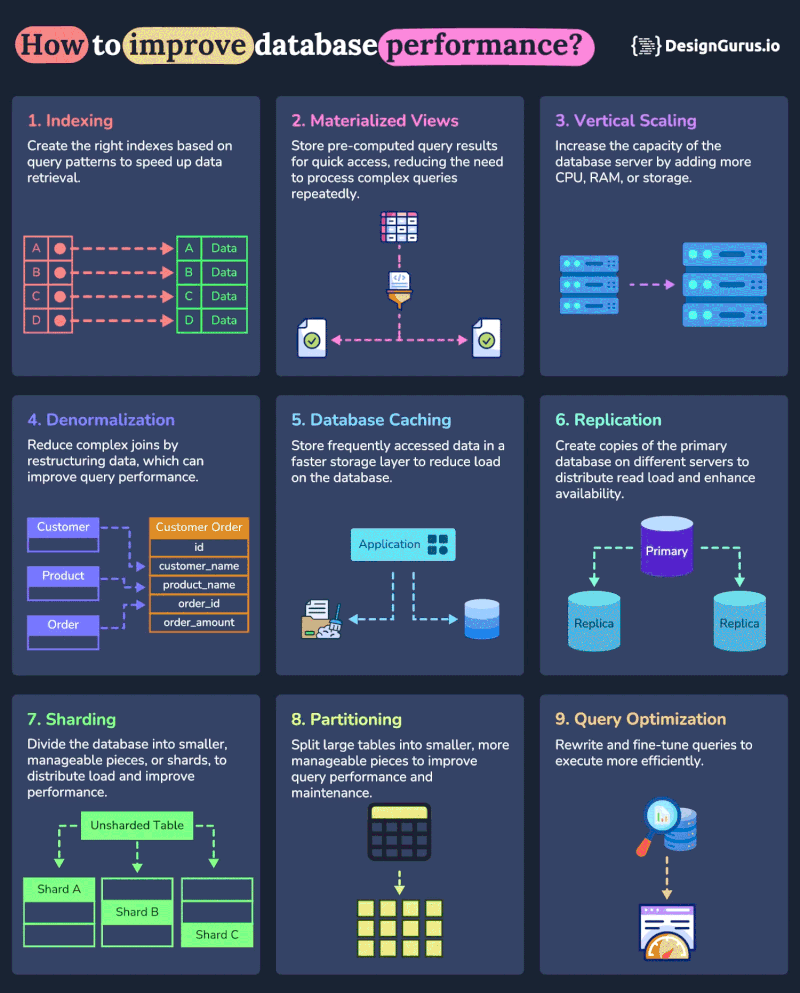 How to improve database performance?
{} DesignGurus.io
1. Indexing
Create the right indexes based on
query patterns to speed up data
retrieval.
A
A Data
B
B Data
C
C Data
D
D Data
2. Materialized Views
Store pre-computed query results
for quick access, reducing the need
to process complex queries
repeatedly.
</>
3. Vertical Scaling
Increase the capacity of the
database server by adding more
CPU, RAM, or storage.
4. Denormalization
Reduce complex joins by
restructuring data, which can
improve query performance.
Customer
Product
Order
Customer Order
id
customer_name
product_name
order_id
order_amount
5. Database Caching
Store frequently accessed data in a
faster storage layer to reduce load
on the database.
Application
6. Replication
Create copies of the primary
database on different servers to
distribute read load and enhance
availability.
Primary
Replica
Replica
7. Sharding
Divide the database into smaller,
manageable pieces, or shards, to
distribute load and improve
performance.
Unsharded Table
Shard A
Shard B
Shard C
8. Partitioning
Split large tables into smaller, more
manageable pieces to improve
query performance and
maintenance.
9. Query Optimization
Rewrite and fine-tune queries to
execute more efficiently.